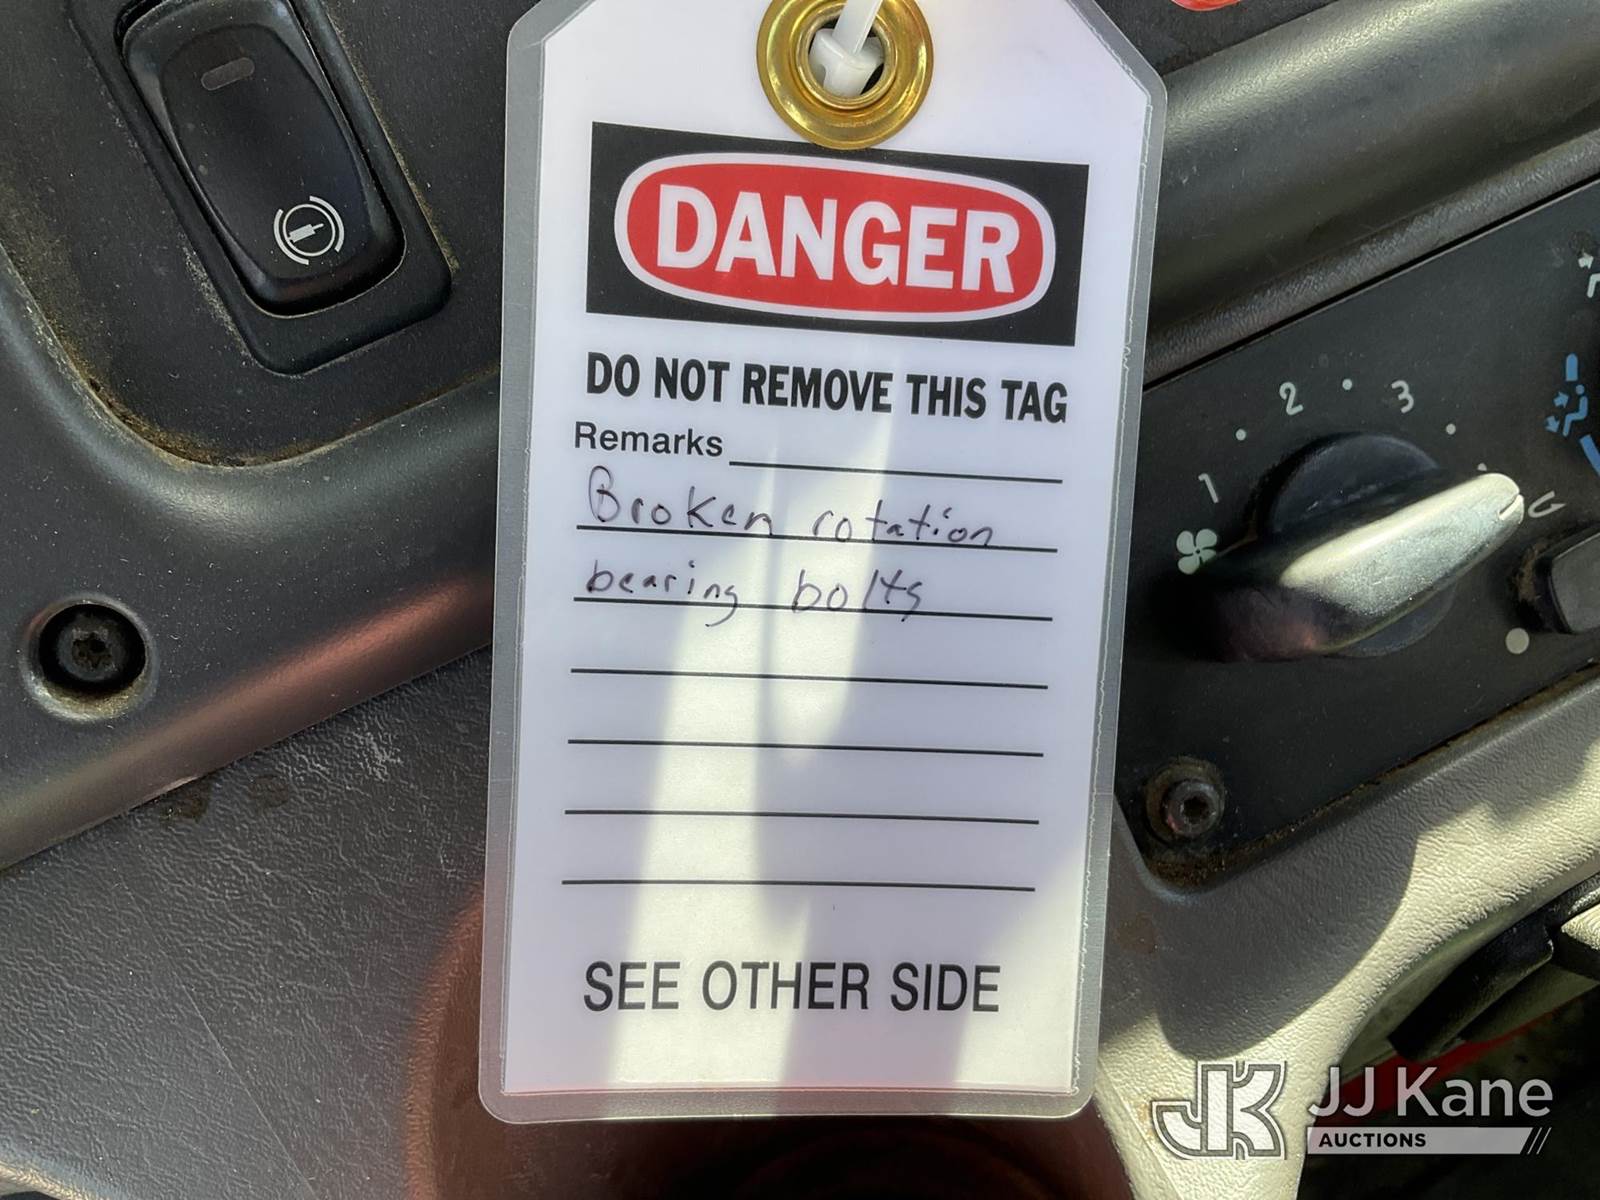 DANGER
DO NOT REMOVE THIS TAG
Remarks
Broken rotation
bearing bolts
SEE OTHER SIDE
1 2 3
JJ Kane
AUCTIONS